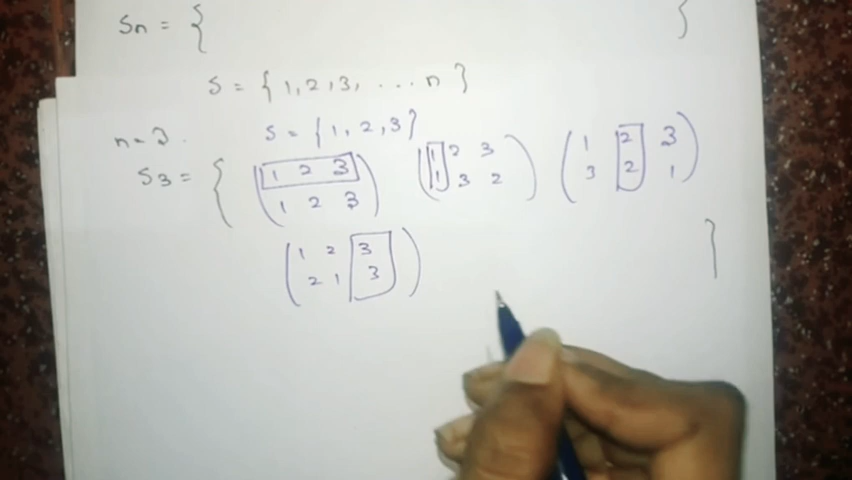 Sn = { }
S = { 1, 2, 3, ... n }
n = 3. S = { 1, 2, 3 }
S3 = { ( 1 2 3 ) ( 1 2 3 ) ( 1 2 3 )
( 1 2 3 ) ( 1 3 2 ) ( 3 2 1 )
( 1 2 3 ) }
( 2 1 3 )